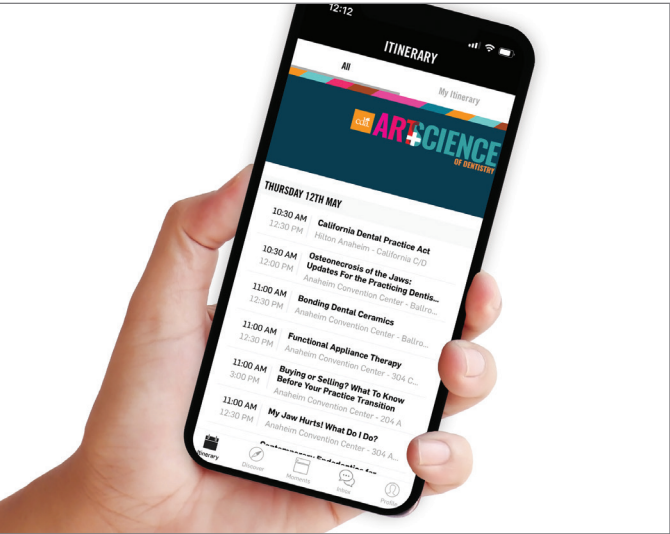 12:12
ITINERARY
All
My Itinerary
cda.
ART+SCIENCE
OF DENTISTRY
THURSDAY 12TH MAY
10:30 AM
12:30 PM
California Dental Practice Act
Hilton Anaheim - California C/D
10:30 AM
12:00 PM
Osteonecrosis of the Jaws:
Updates For the Practicing Dentis...
Anaheim Convention Center - Ballro...
11:00 AM
12:30 PM
Bonding Dental Ceramics
Anaheim Convention Center - Ballro...
11:00 AM
12:30 PM
Functional Appliance Therapy
Anaheim Convention Center - 304 C...
11:00 AM
3:00 PM
Buying or Selling? What To Know
Before Your Practice Transition
Anaheim Convention Center - 204 A
11:00 AM
12:30 PM
My Jaw Hurts! What Do I Do?
Anaheim Convention Center - 304 A...
Contemporary Endodontics for
Itinerary
Discover
Moments
Inbox
Profile